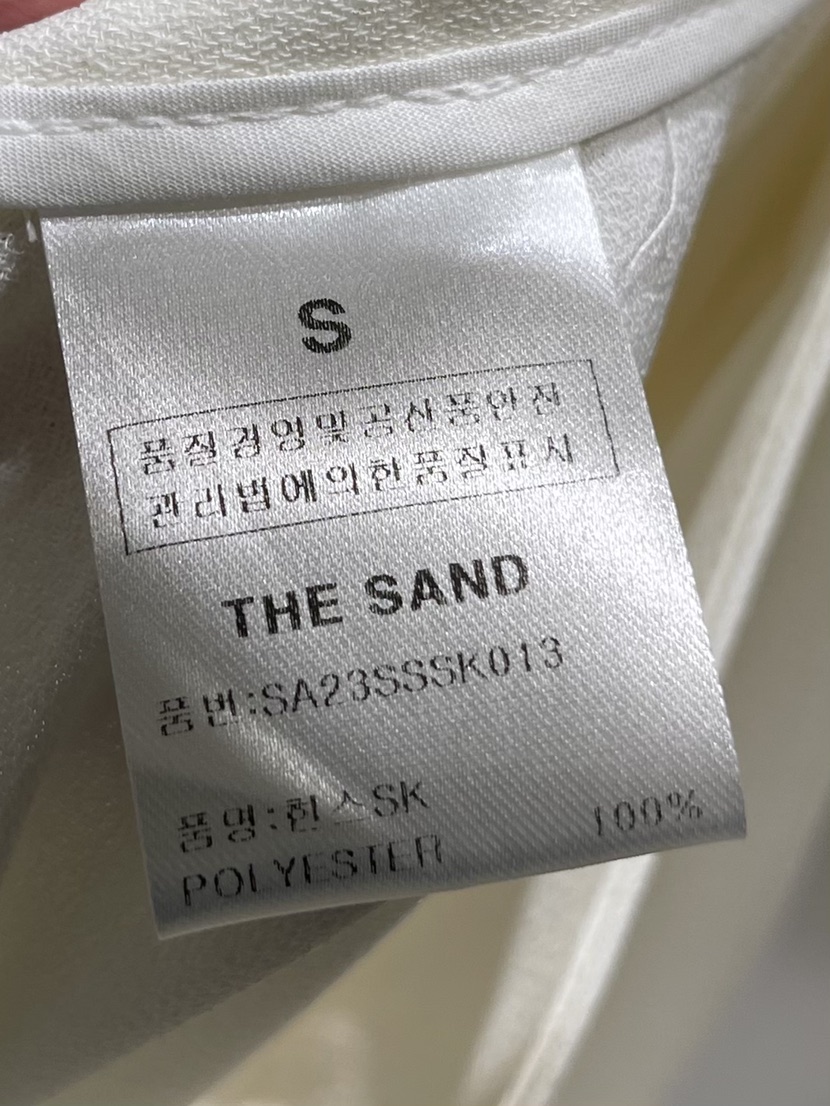 S
품질경영및공산품안전
관리법에의한품질표시
THE SAND
품번:SA23SSSK013
품명:힌스SK
POLYESTER 100%